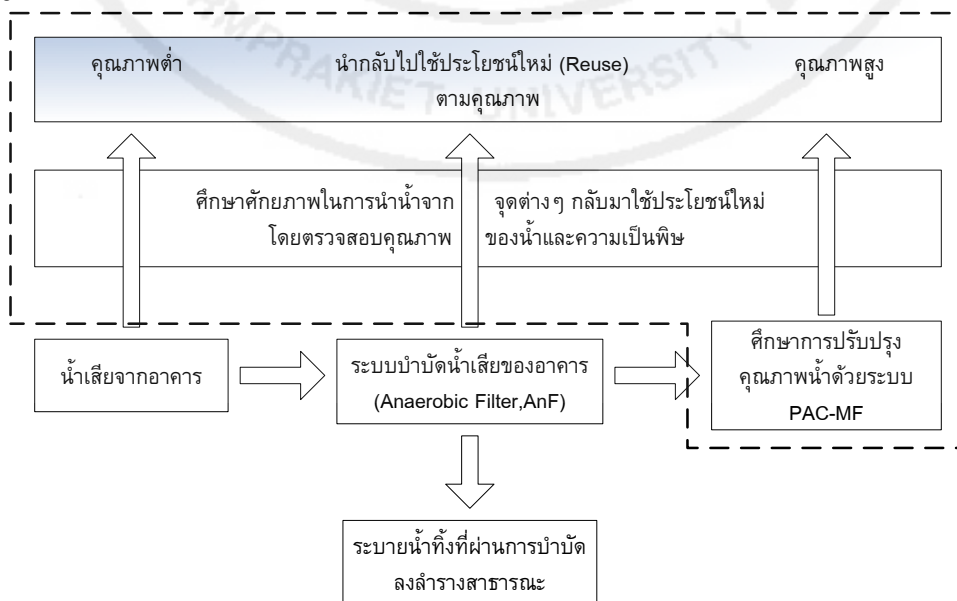 MPRAKIET UNIVERSITY
คุณภาพต่ำ นำกลับไปใช้ประโยชน์ใหม่ (Reuse) คุณภาพสูง
ตามคุณภาพ
ศึกษาศักยภาพในการนำน้ำจาก จุดต่างๆ กลับมาใช้ประโยชน์ใหม่
โดยตรวจสอบคุณภาพ ของน้ำและความเป็นพิษ
น้ำเสียจากอาคาร
ระบบบำบัดน้ำเสียของอาคาร
(Anaerobic Filter,AnF)
ศึกษาการปรับปรุง
คุณภาพน้ำด้วยระบบ
PAC-MF
ระบายน้ำทิ้งที่ผ่านการบำบัด
ลงลำรางสาธารณะ